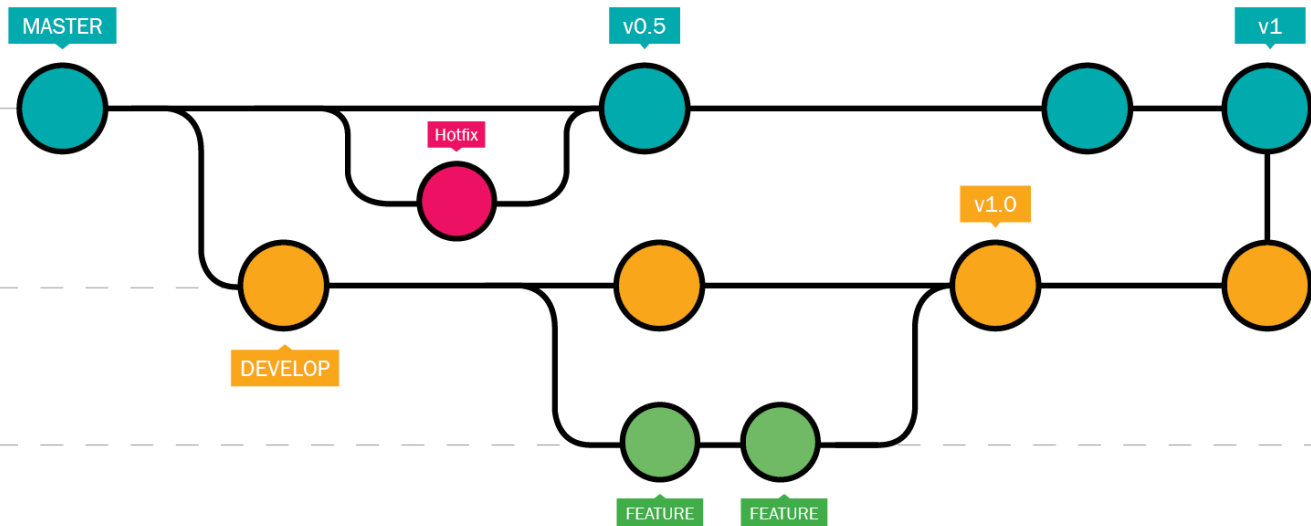 MASTER
v0.5
v1
Hotfix
v1.0
DEVELOP
FEATURE
FEATURE